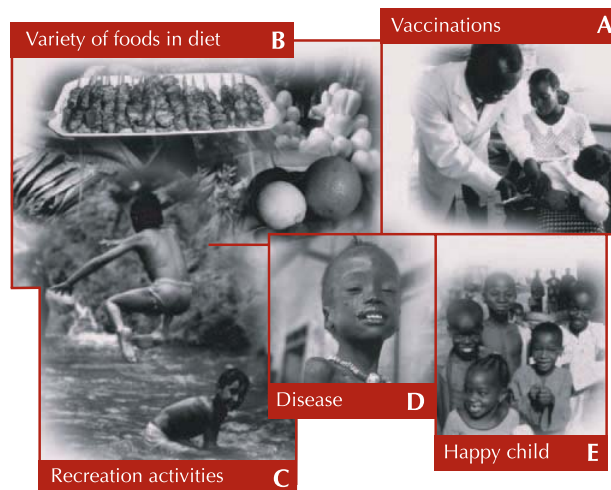 Variety of foods in diet B
Vaccinations A
Disease D
Happy child E
Recreation activities C